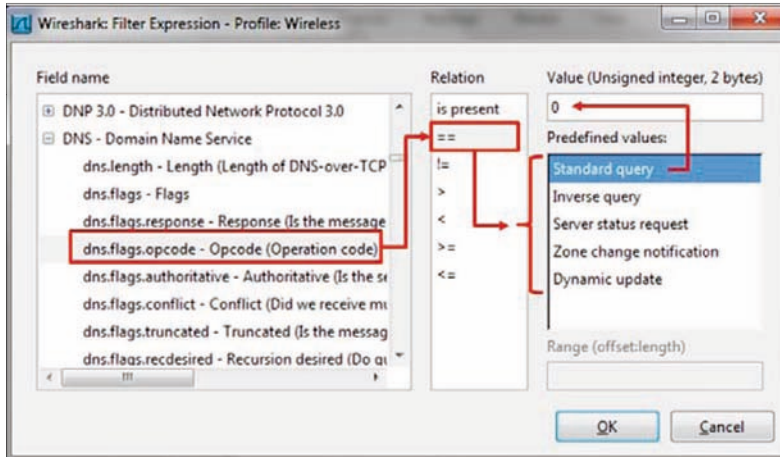 Wireshark: Filter Expression - Profile: Wireless
Field name
DNP 3.0 - Distributed Network Protocol 3.0
DNS - Domain Name Service
dns.length - Length (Length of DNS-over-TCP
dns.flags - Flags
dns.flags.response - Response (Is the message
dns.flags.opcode - Opcode (Operation code)
dns.flags.authoritative - Authoritative (Is the se
dns.flags.conflict - Conflict (Did we receive mu
dns.flags.truncated - Truncated (Is the messag
dns.flags.recdesired - Recursion desired (Do qu
Relation
is present
==
!=
>
<
>=
<=
Value (Unsigned integer, 2 bytes)
0
Predefined values:
Standard query
Inverse query
Server status request
Zone change notification
Dynamic update
Range (offset:length)
OK
Cancel